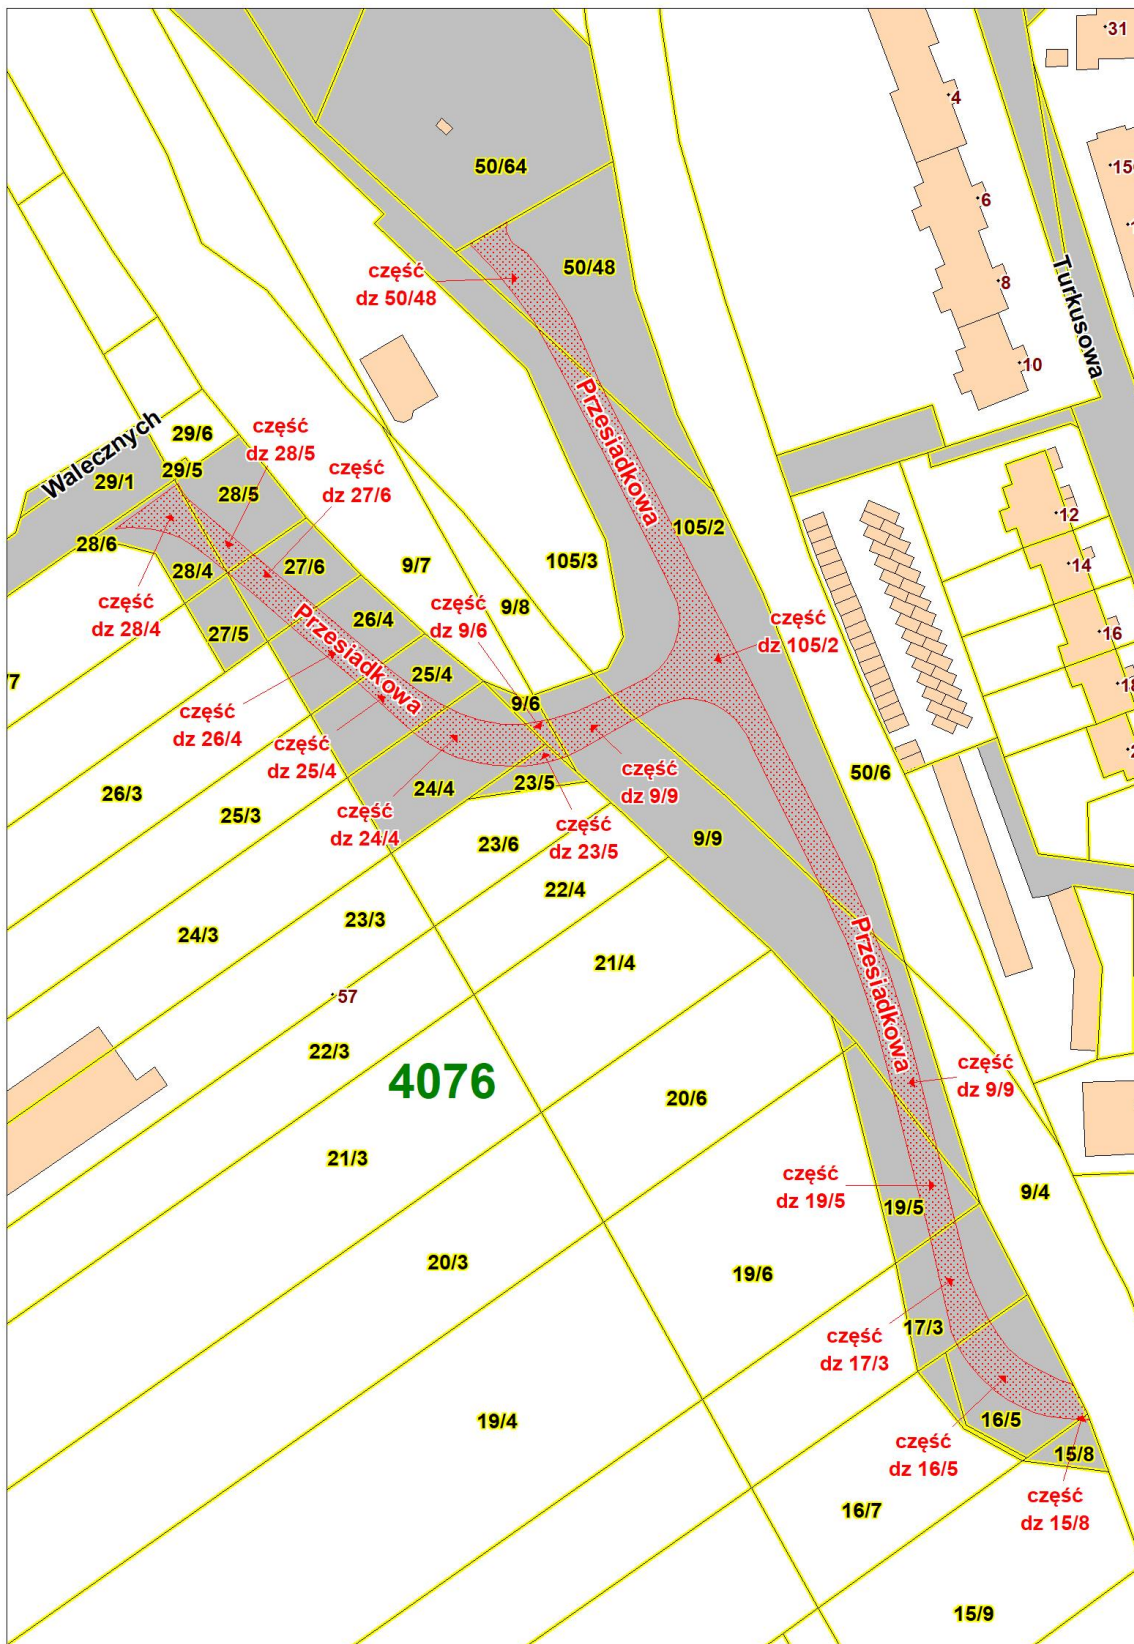 31
4
50/64
15
6
50/48
część
dz 50/48
8
Turkusowa
10
Przesiadkowa
Walecznych
29/6
część
dz 28/5
29/5
29/1
część
dz 27/6
28/5
12
105/2
28/6
28/4
27/6
9/7
105/3
14
część
dz 28/4
Przesiadkowa
26/4
część
dz 9/6
9/8
część
dz 105/2
27/5
16
25/4
/7
18
część
dz 26/4
9/6
część
dz 25/4
2
część
dz 9/9
50/6
26/3
24/4
23/5
25/3
część
dz 24/4
część
dz 23/5
9/9
23/6
22/4
24/3
23/3
21/4
Przesiadkowa
57
22/3
4076
część
dz 9/9
20/6
21/3
część
dz 19/5
9/4
19/5
20/3
19/6
17/3
część
dz 17/3
19/4
16/5
część
dz 16/5
15/8
część
dz 15/8
16/7
15/9